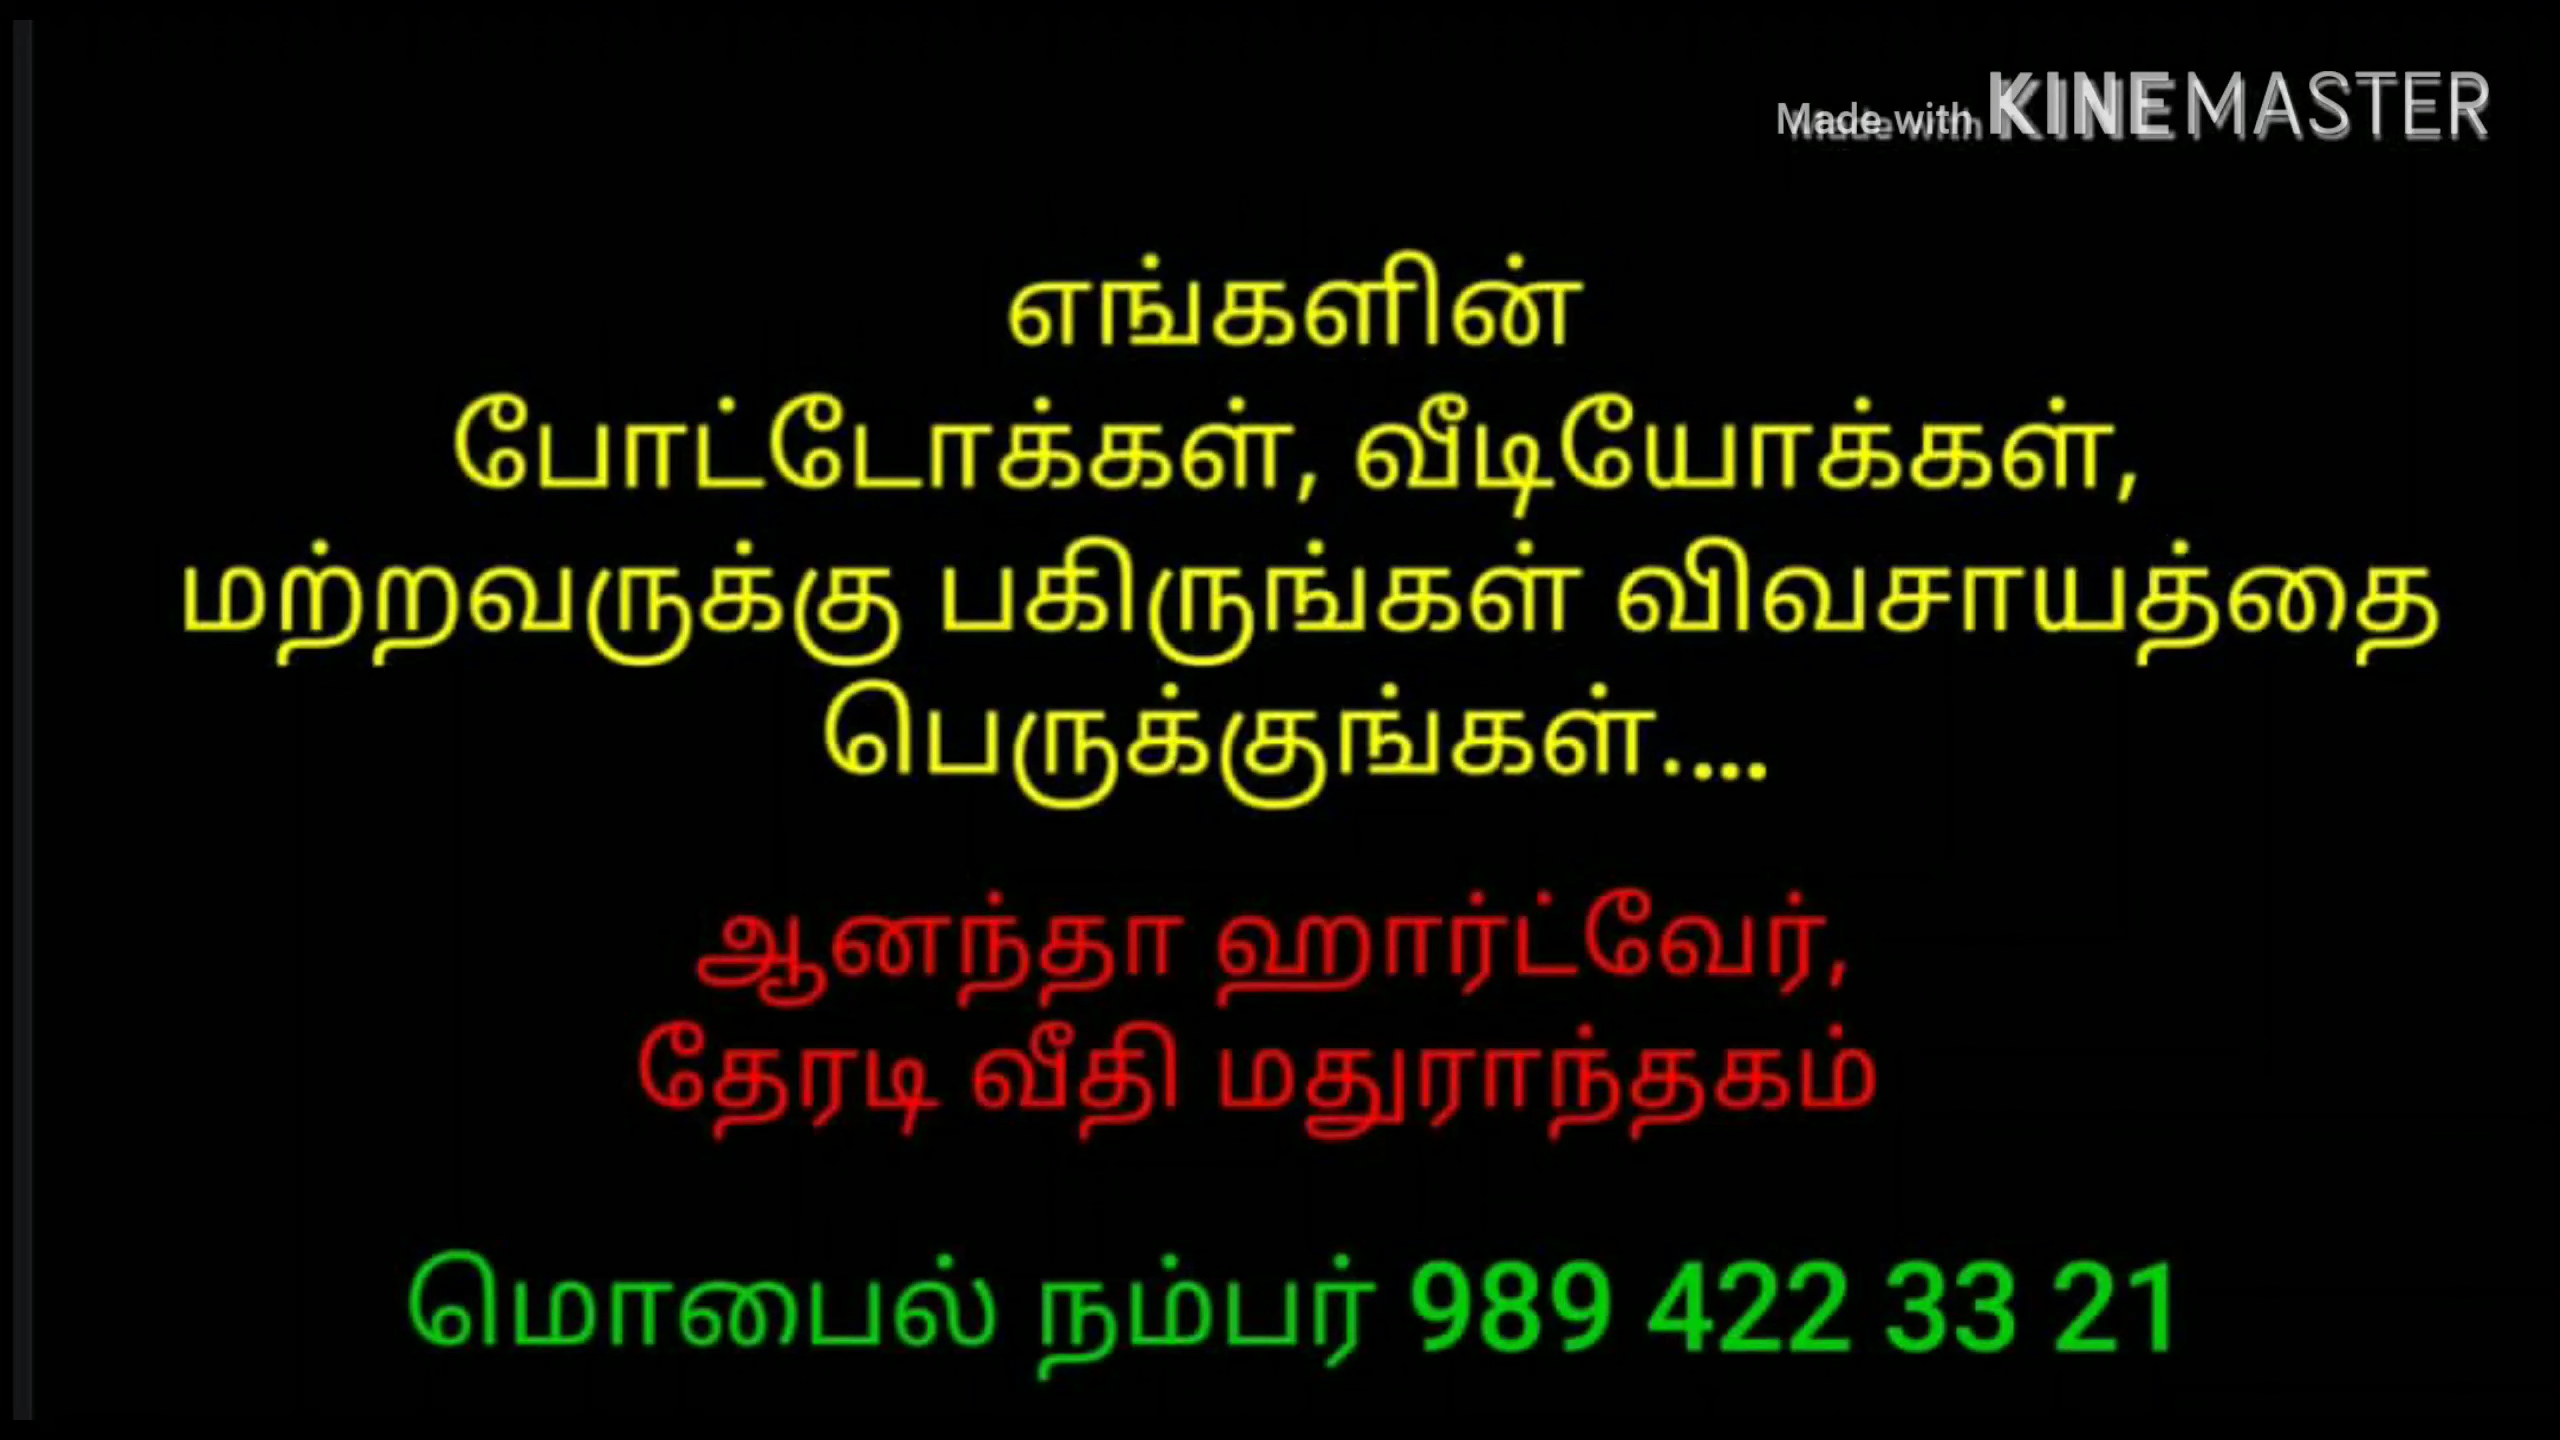 Made with KINEMASTER
எங்களின்
போட்டோக்கள், வீடியோக்கள்,
மற்றவருக்கு பகிருங்கள் விவசாயத்தை
பெருக்குங்கள்....
ஆனந்தா ஹார்ட்வேர்,
தேரடி வீதி மதுராந்தகம்
மொபைல் நம்பர் 989 422 33 21